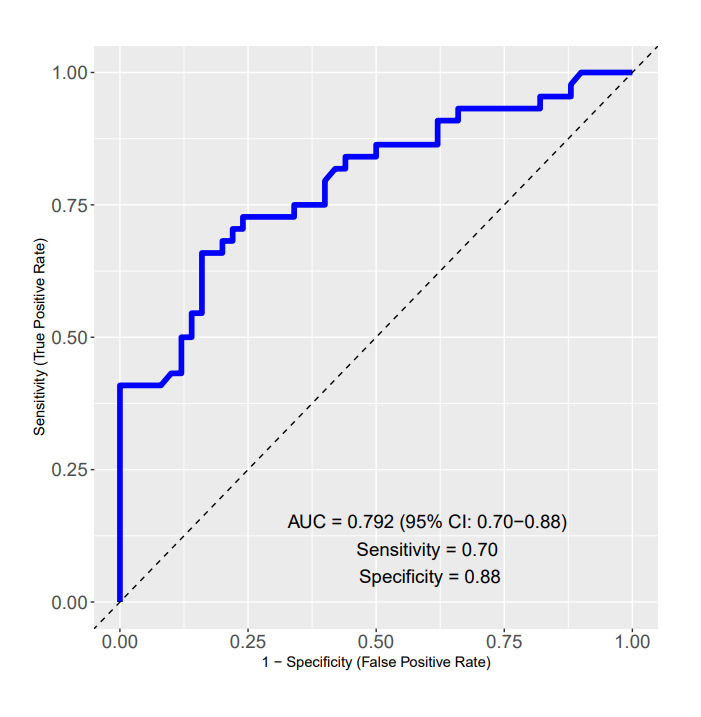 1.00
0.75
0.50
0.25
0.00
Sensitivity (True Positive Rate)
AUC = 0.792 (95% CI: 0.70−0.88)
Sensitivity = 0.70
Specificity = 0.88
0.00 0.25 0.50 0.75 1.00
1 − Specificity (False Positive Rate)